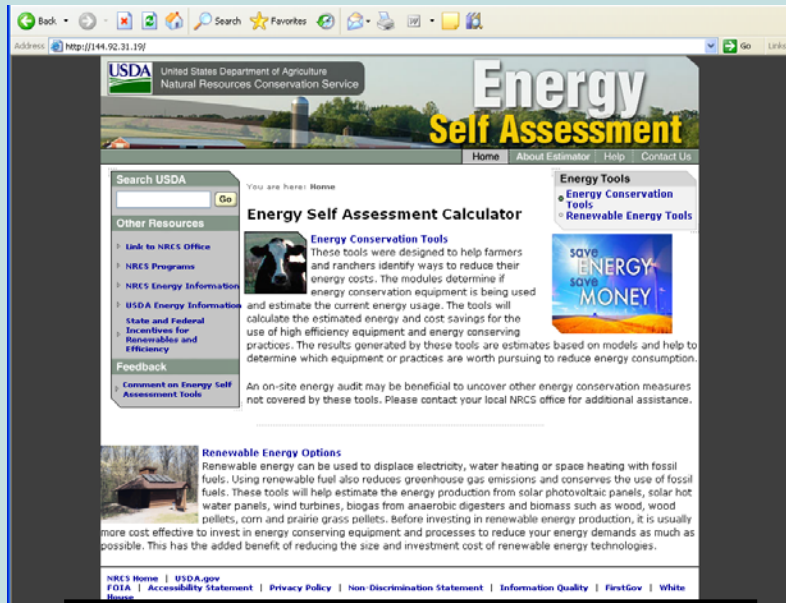 Back
Search
Favorites
Address http://144.92.31.19/
Go
Links
USDA
United States Department of Agriculture
Natural Resources Conservation Service
Energy
Self Assessment
Home | About Estimator | Help | Contact Us
Search USDA
Go
Other Resources
Link to NRCS Office
NRCS Programs
NRCS Energy Information
USDA Energy Information
State and Federal
Incentives for
Renewables and
Efficiency
Feedback
Comment on Energy Self
Assessment Tools
You are here: Home
Energy Self Assessment Calculator
Energy Conservation Tools
These tools were designed to help farmers
and ranchers identify ways to reduce their
energy costs. The modules determine if
energy conservation equipment is being used
and estimate the current energy usage. The tools will
calculate the estimated energy and cost savings for the
use of high efficiency equipment and energy conserving
practices. The results generated by these tools are estimates based on models and help to
determine which equipment or practices are worth pursuing to reduce energy consumption.
An on-site energy audit may be beneficial to uncover other energy conservation measures
not covered by these tools. Please contact your local NRCS office for additional assistance.
Energy Tools
Energy Conservation
Tools
Renewable Energy Tools
save
ENERGY
save
MONEY
Renewable Energy Options
Renewable energy can be used to displace electricity, water heating or space heating with fossil
fuels. Using renewable fuel also reduces greenhouse gas emissions and conserves the use of fossil
fuels. These tools will help estimate the energy production from solar photovoltaic panels, solar hot
water panels, wind turbines, biogas from anaerobic digesters and biomass such as wood, wood
pellets, corn and prairie grass pellets. Before investing in renewable energy production, it is usually
more cost effective to invest in energy conserving equipment and processes to reduce your energy demands as much as
possible. This has the added benefit of reducing the size and investment cost of renewable energy technologies.
NRCS Home | USDA.gov
FOIA | Accessibility Statement | Privacy Policy | Non-Discrimination Statement | Information Quality | FirstGov | White
House